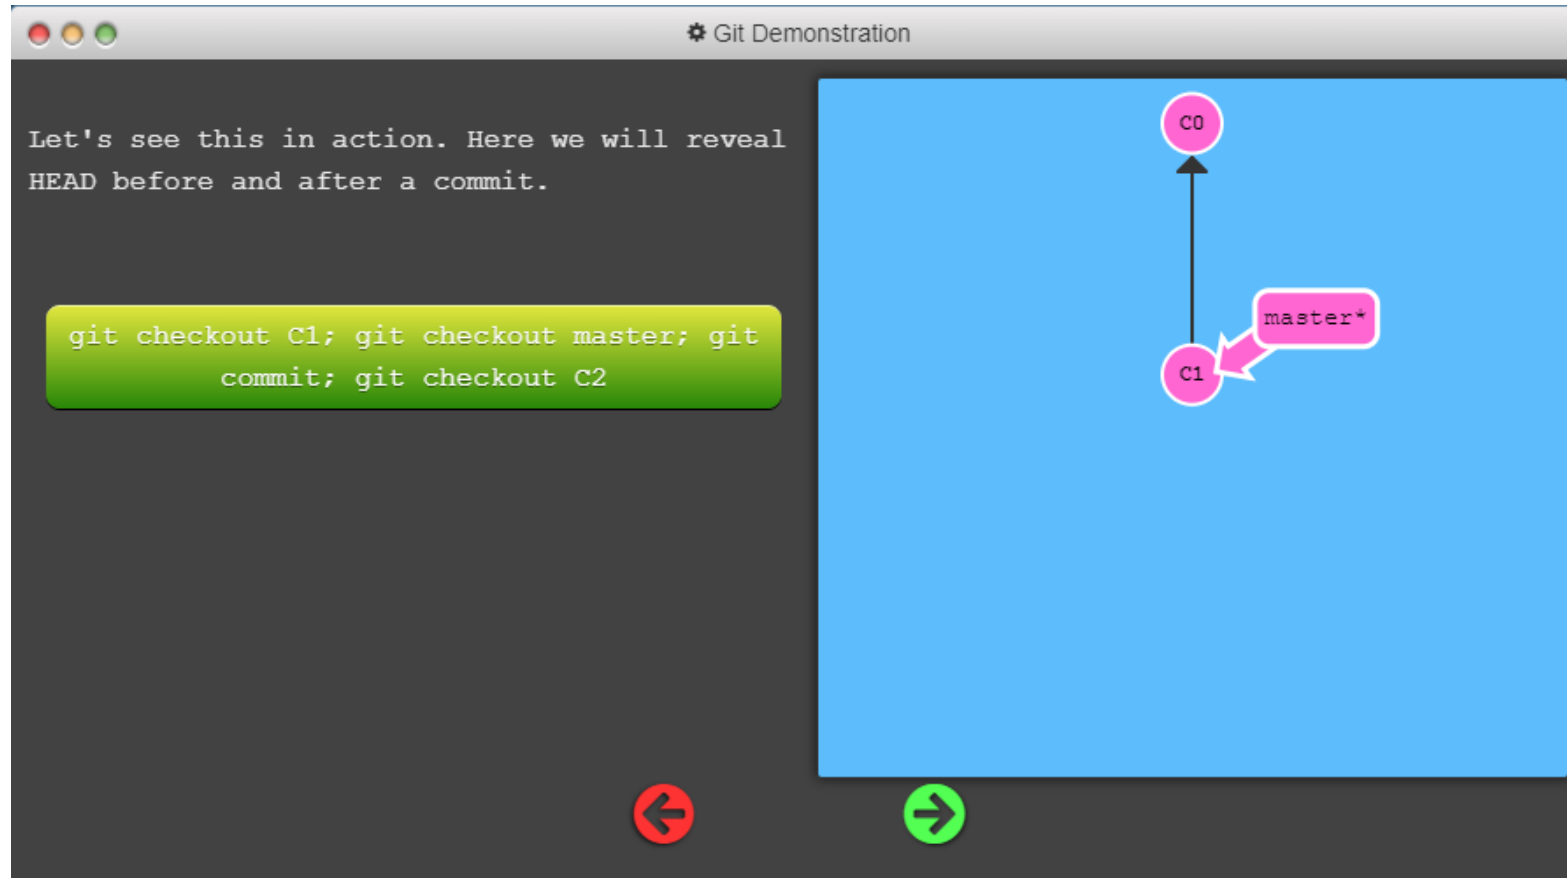 Git Demonstration
Let's see this in action. Here we will reveal
HEAD before and after a commit.
git checkout C1; git checkout master; git
commit; git checkout C2
C0
master*
C1